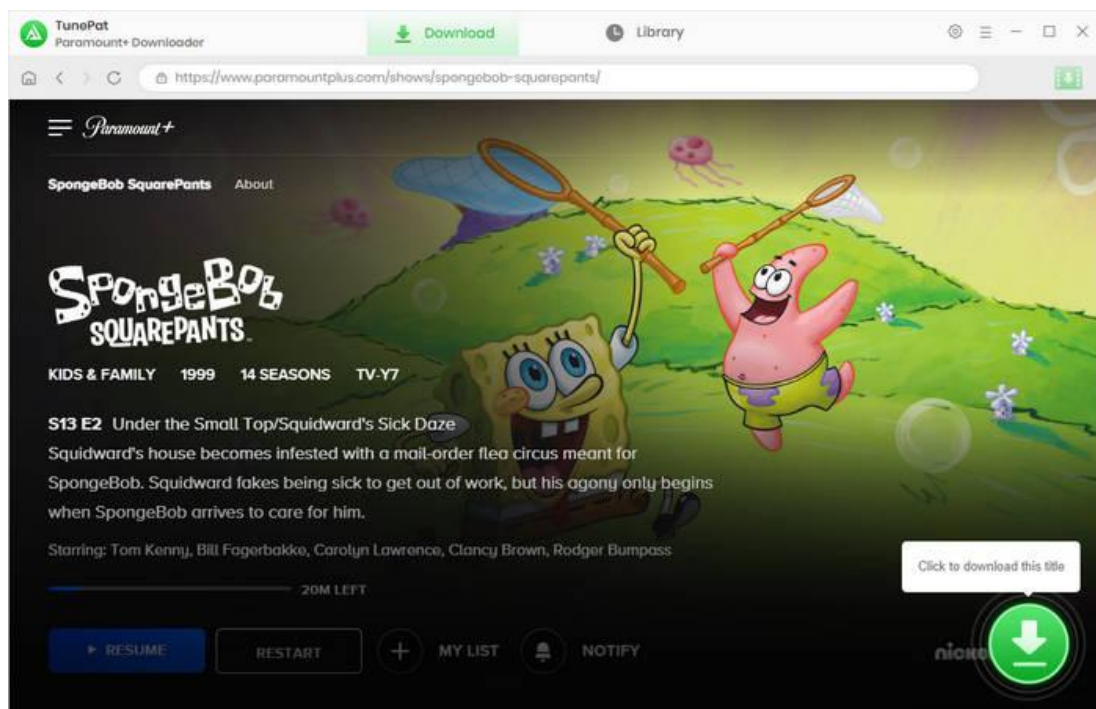 TunePat
Paramount+ Downloader
Download
Library
https://www.paramountplus.com/shows/spongebob-squarepants/
Paramount+
SpongeBob SquarePants About
SPONGEBOB
SQUAREPANTS
KIDS & FAMILY 1999 14 SEASONS TV-Y7
S13 E2 Under the Small Top/Squidward's Sick Daze
Squidward's house becomes infested with a mail-order flea circus meant for
SpongeBob. Squidward fakes being sick to get out of work, but his agony only begins
when SpongeBob arrives to care for him.
Starring: Tom Kenny, Bill Fagerbakke, Carolyn Lawrence, Clancy Brown, Rodger Bumpass
Click to download this title
20M LEFT
RESUME RESTART MY LIST NOTIFY